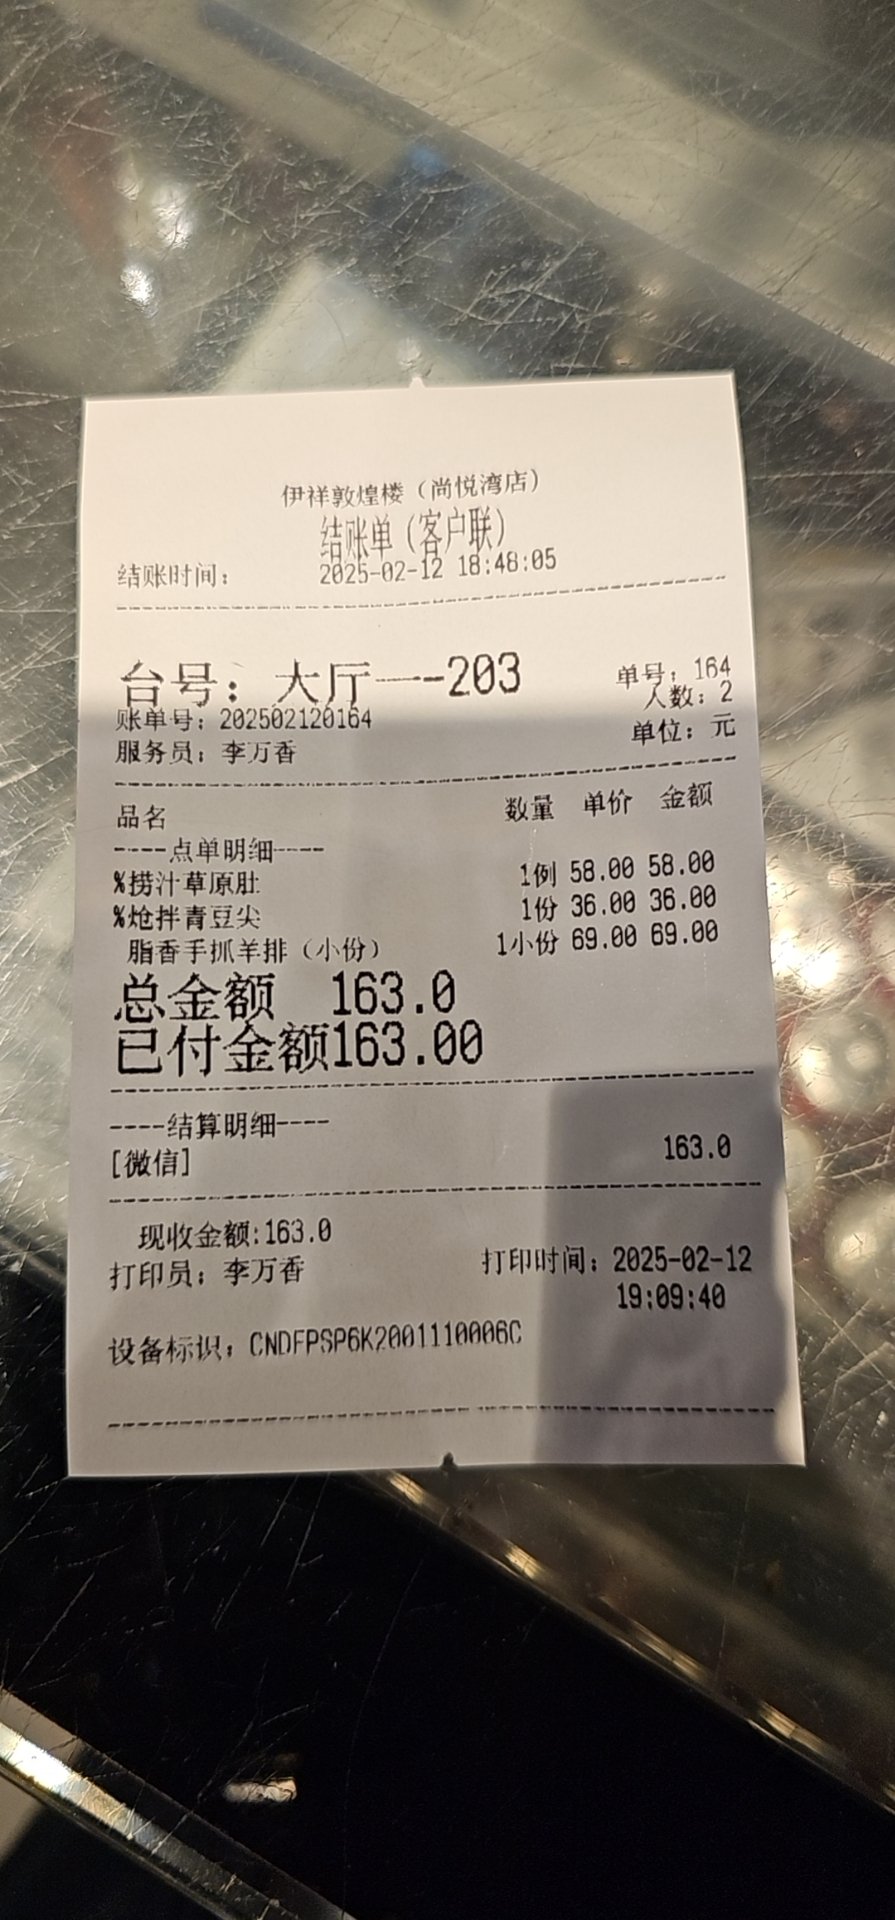 伊祥敦煌楼（尚悦湾店）
结账单（客户联）
结账时间： 2025-02-12 18:48:05
台号：大厅一--203 单号：164
人数：2
账单号：202502120164 单位：元
服务员：李万香
品名 数量 单价 金额
----点单明细----
%捞汁草原肚 1例 58.00 58.00
%炝拌青豆尖 1份 36.00 36.00
脂香手抓羊排（小份） 1小份 69.00 69.00
总金额 163.0
已付金额163.00
----结算明细----
[微信] 163.0
现收金额:163.0
打印员：李万香 打印时间：2025-02-12
19:09:40
设备标识：CNDFPSP6K2001110006C